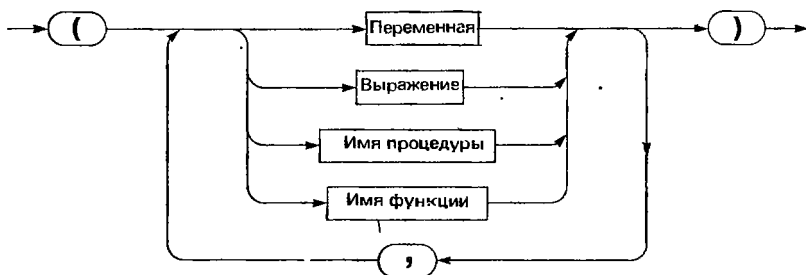 ( Переменная )
Выражение
Имя процедуры
Имя функции
,